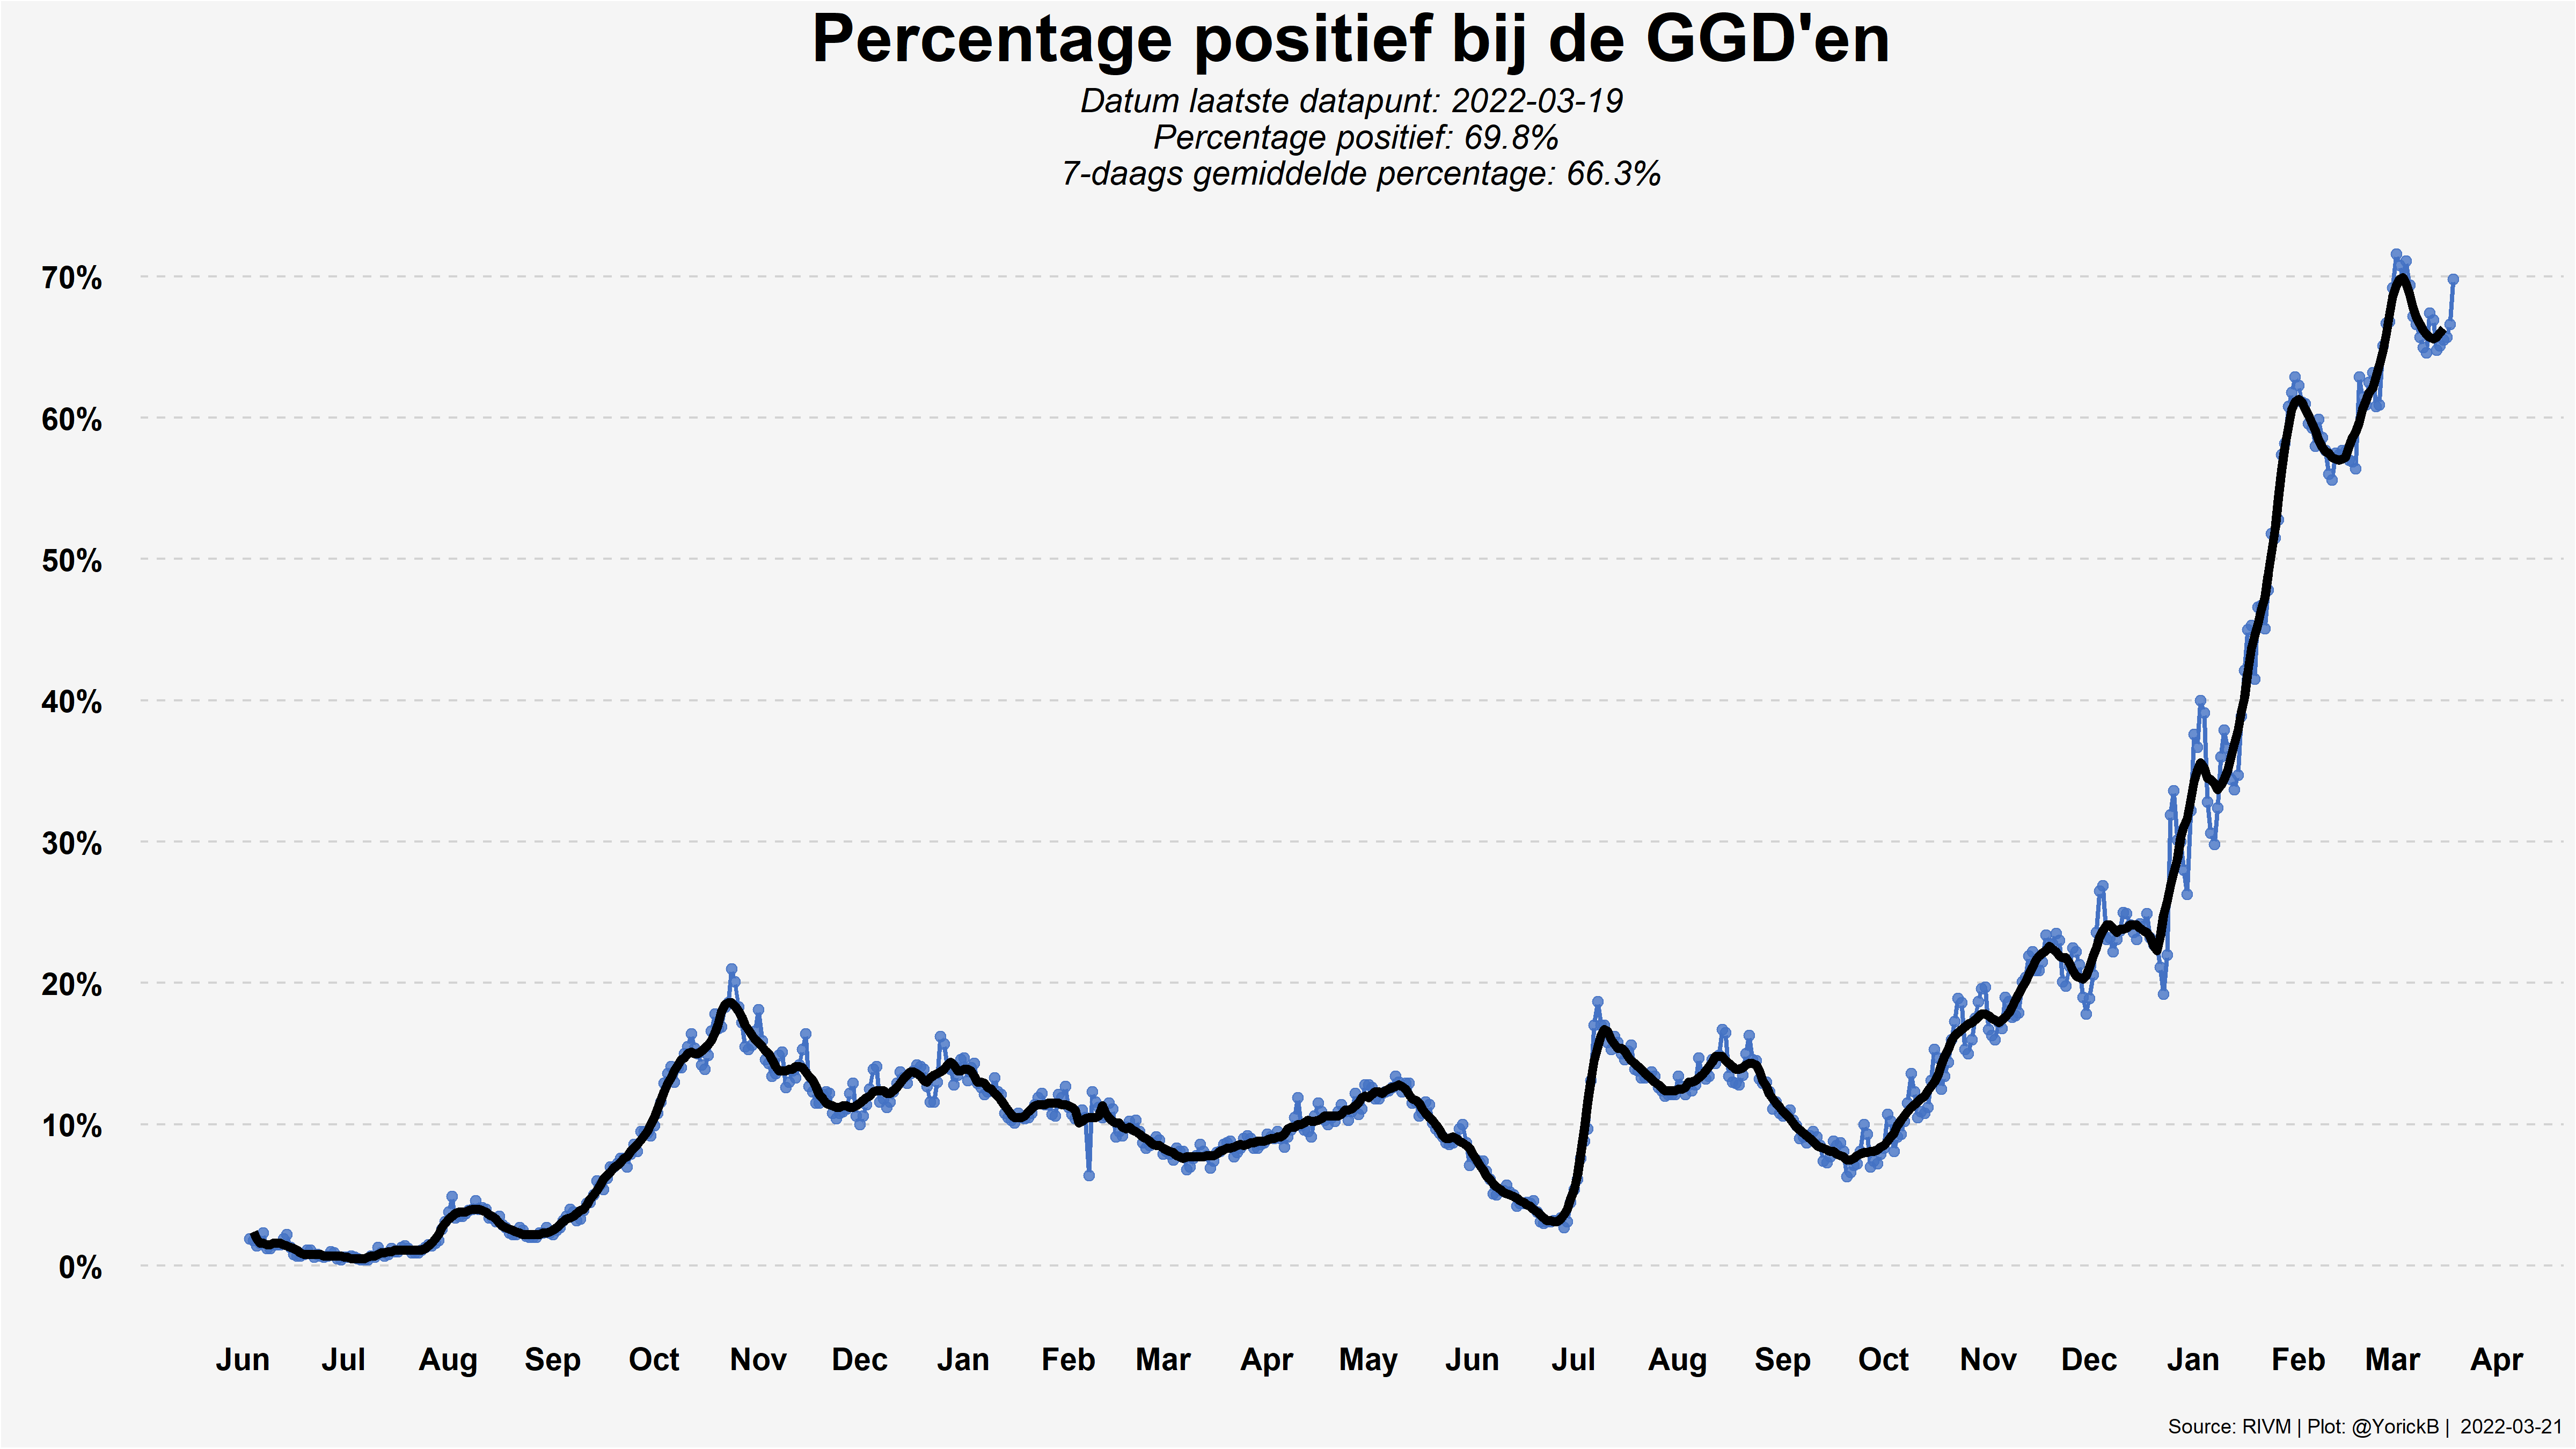 Percentage positief bij de GGD'en
Datum laatste datapunt: 2022-03-19
Percentage positief: 69.8%
7-daags gemiddelde percentage: 66.3%
70%
60%
50%
40%
30%
20%
10%
0%
Jun Jul Aug Sep Oct Nov Dec Jan Feb Mar Apr May Jun Jul Aug Sep Oct Nov Dec Jan Feb Mar Apr
Source: RIVM | Plot: @YorickB | 2022-03-21